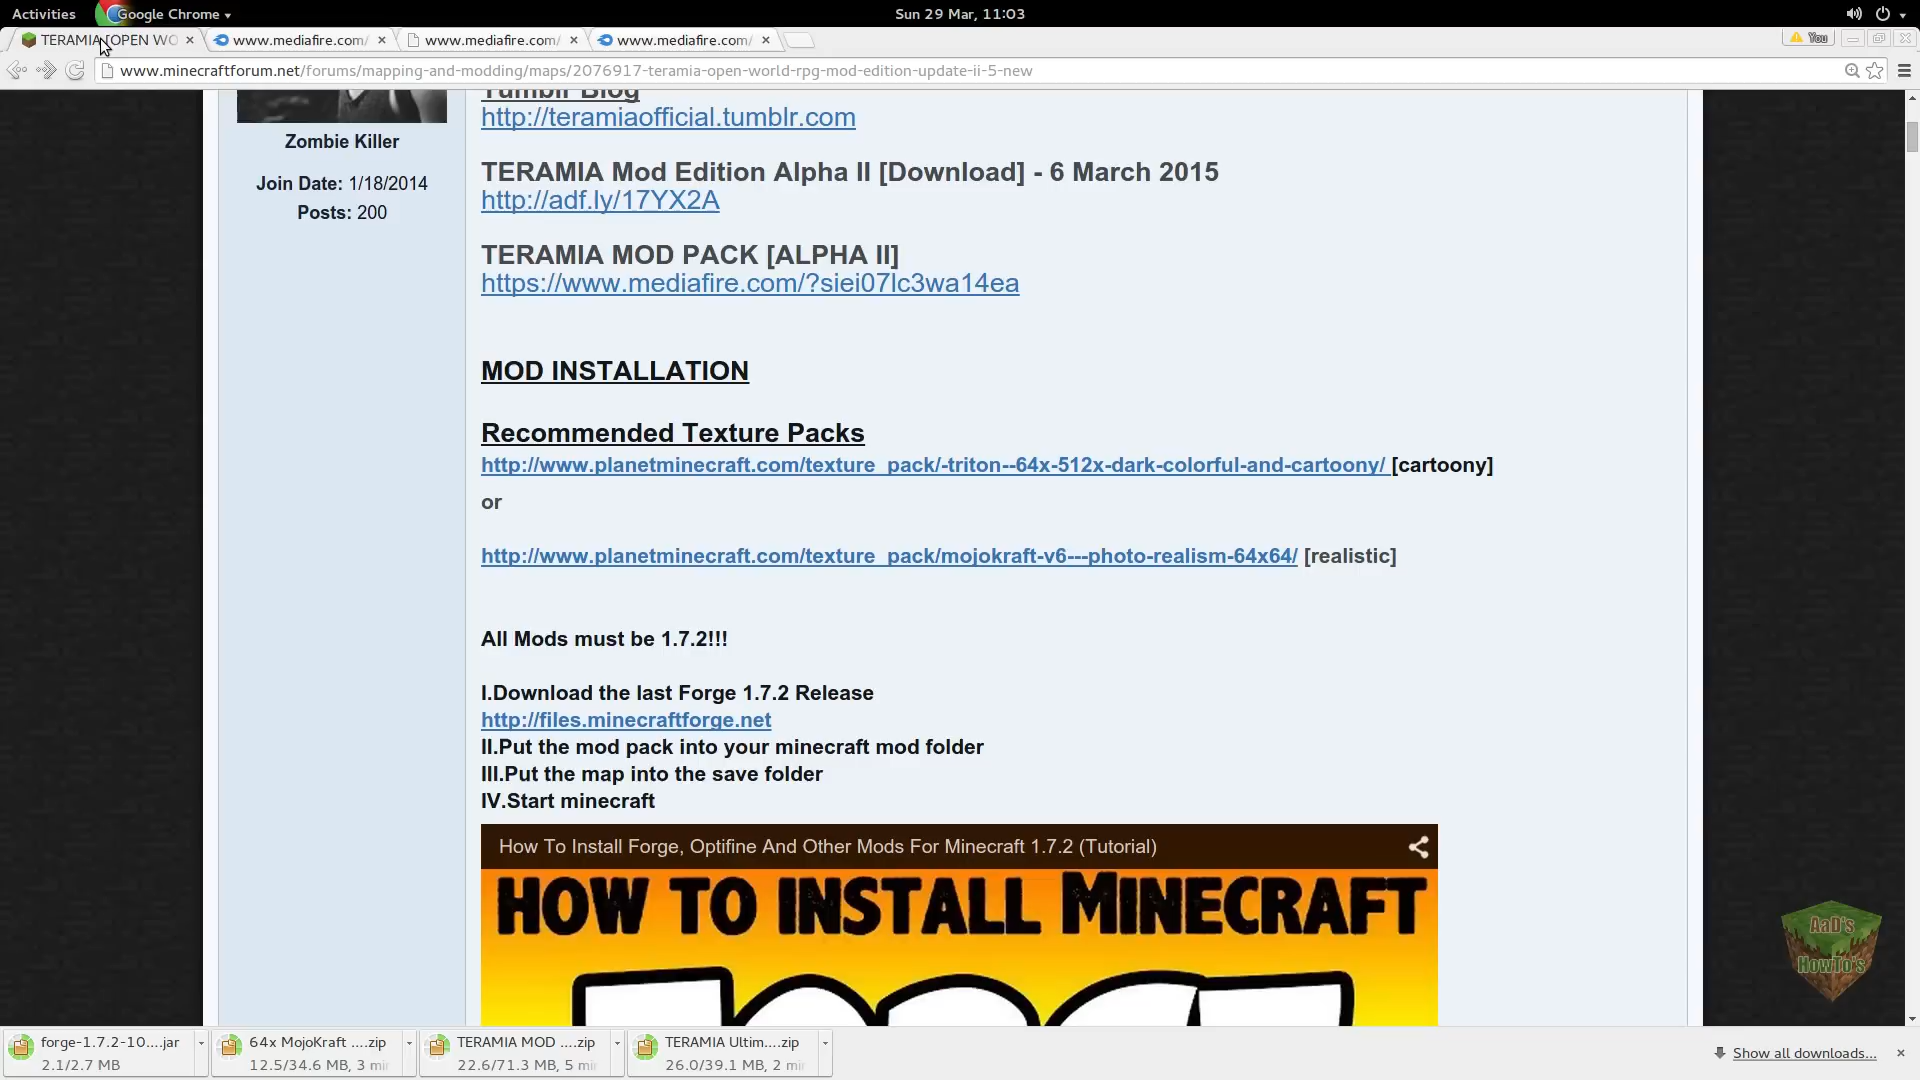 Activities
Google Chrome
Sun 29 Mar, 11:03
TERAMIA [OPEN WO
www.mediafire.com/
www.mediafire.com/
www.mediafire.com/
You
www.minecraftforum.net/forums/mapping-and-modding/maps/2076917-teramia-open-world-rpg-mod-edition-update-ii-5-new
Zombie Killer
Join Date: 1/18/2014
Posts: 200
Tumblr Blog
http://teramiaofficial.tumblr.com
TERAMIA Mod Edition Alpha II [Download] - 6 March 2015
http://adf.ly/17YX2A
TERAMIA MOD PACK [ALPHA II]
https://www.mediafire.com/?siei07lc3wa14ea
MOD INSTALLATION
Recommended Texture Packs
http://www.planetminecraft.com/texture_pack/-triton--64x-512x-dark-colorful-and-cartoony/ [cartoony]
or
http://www.planetminecraft.com/texture_pack/mojokraft-v6---photo-realism-64x64/ [realistic]
All Mods must be 1.7.2!!!
I.Download the last Forge 1.7.2 Release
http://files.minecraftforge.net
II.Put the mod pack into your minecraft mod folder
III.Put the map into the save folder
IV.Start minecraft
How To Install Forge, Optifine And Other Mods For Minecraft 1.7.2 (Tutorial)
HOW TO INSTALL MINECRAFT
AaD's
HowTo's
forge-1.7.2-10....jar
2.1/2.7 MB
64x MojoKraft ....zip
12.5/34.6 MB, 3 min
TERAMIA MOD ....zip
22.6/71.3 MB, 5 min
TERAMIA Ultim....zip
26.0/39.1 MB, 2 min
Show all downloads...